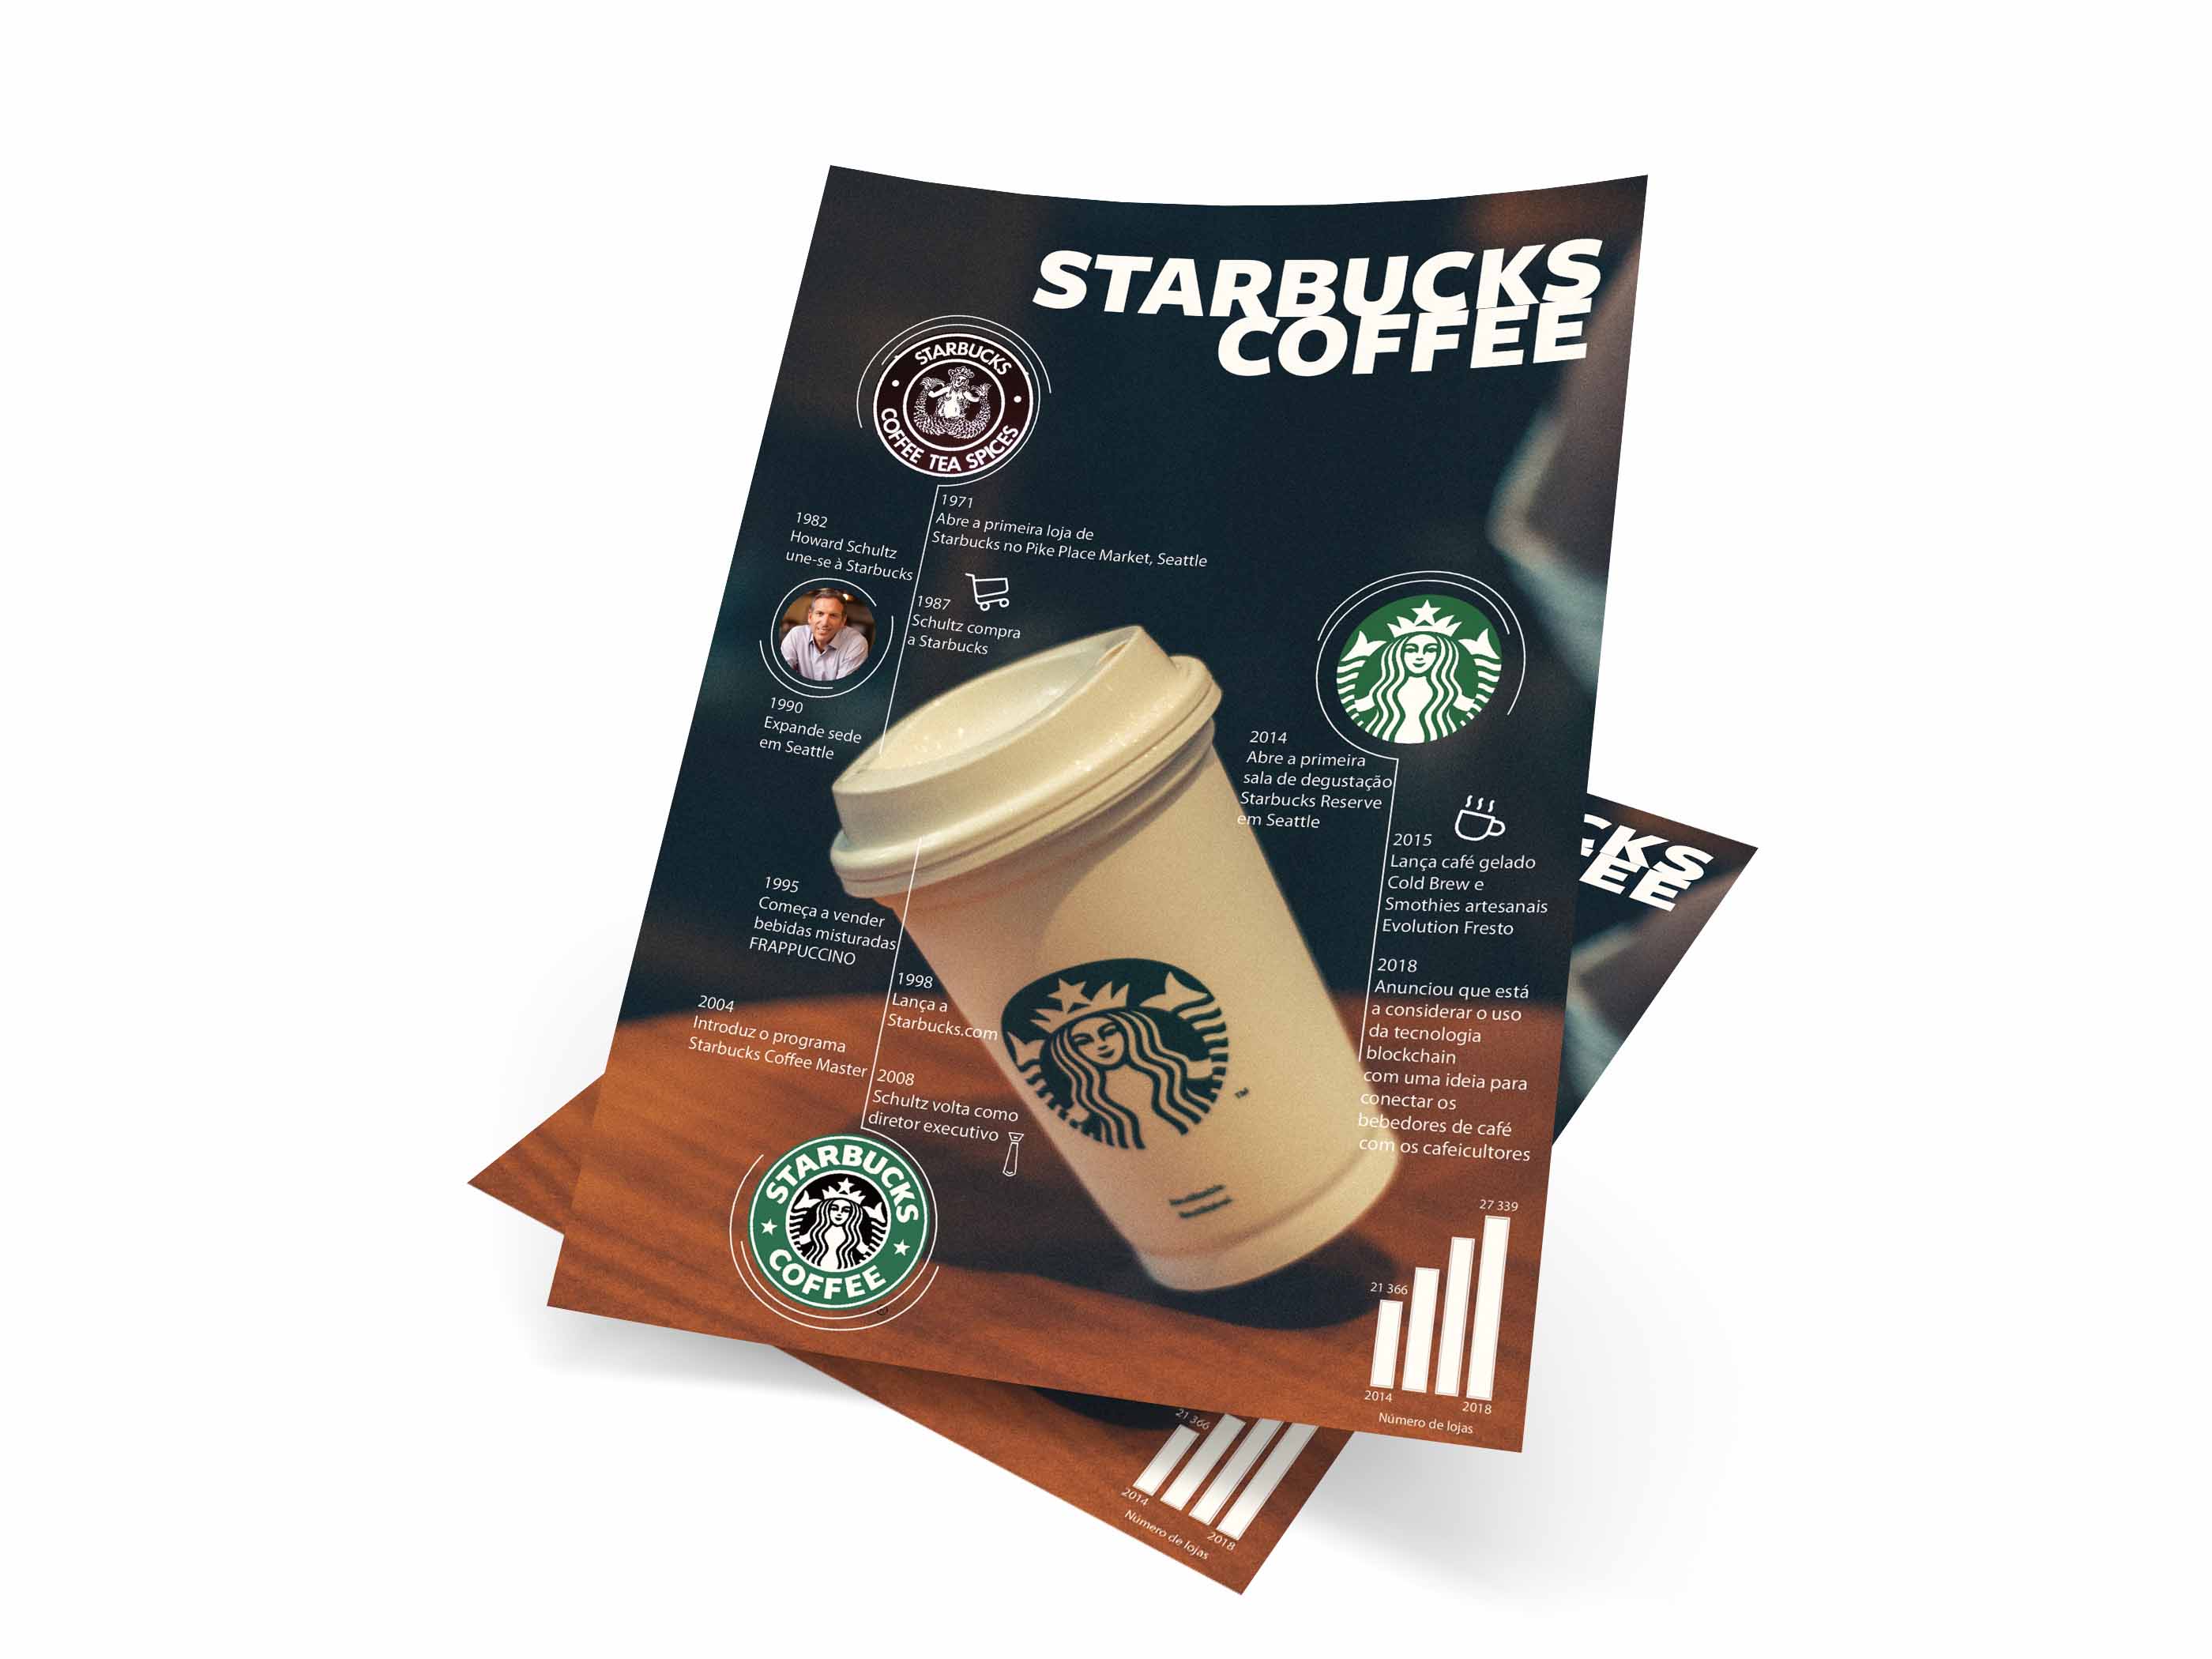 STARBUCKS
COFFEE
STARBUCKS
COFFEE TEA SPICES
1971
Abre a primeira loja de
Starbucks no Pike Place Market, Seattle
1982
Howard Schultz
une-se à Starbucks
1987
Schultz compra
a Starbucks
1990
Expande sede
em Seattle
1995
Começa a vender
bebidas misturadas
FRAPPUCCINO
1998
Lança a
Starbucks.com
2004
Introduz o programa
Starbucks Coffee Master
2008
Schultz volta como
diretor executivo
STARBUCKS
COFFEE
2014
Abre a primeira
sala de degustação
Starbucks Reserve
em Seattle
2015
Lança café gelado
Cold Brew e
Smothies artesanais
Evolution Fresto
2018
Anunciou que está
a considerar o uso
da tecnologia
blockchain
com uma ideia para
conectar os
bebedores de café
com os cafeicultores
27 339
21 366
2014
2018
Número de lojas
CKS
EE
21 366
2014
2018
Número de lojas